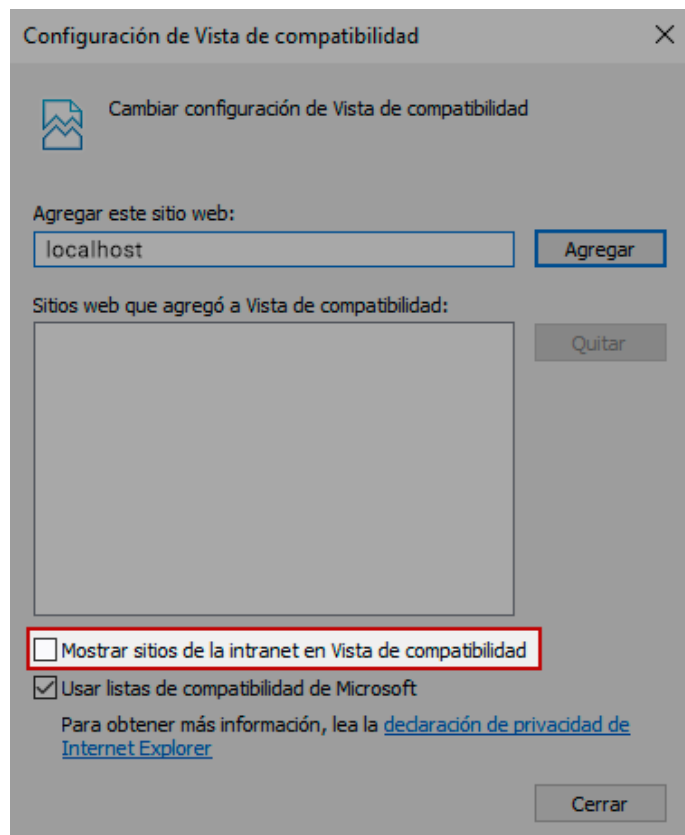 Configuración de Vista de compatibilidad
Cambiar configuración de Vista de compatibilidad
Agregar este sitio web:
localhost
Agregar
Sitios web que agregó a Vista de compatibilidad:
Quitar
Mostrar sitios de la intranet en Vista de compatibilidad
Usar listas de compatibilidad de Microsoft
Para obtener más información, lea la declaración de privacidad de
Internet Explorer
Cerrar